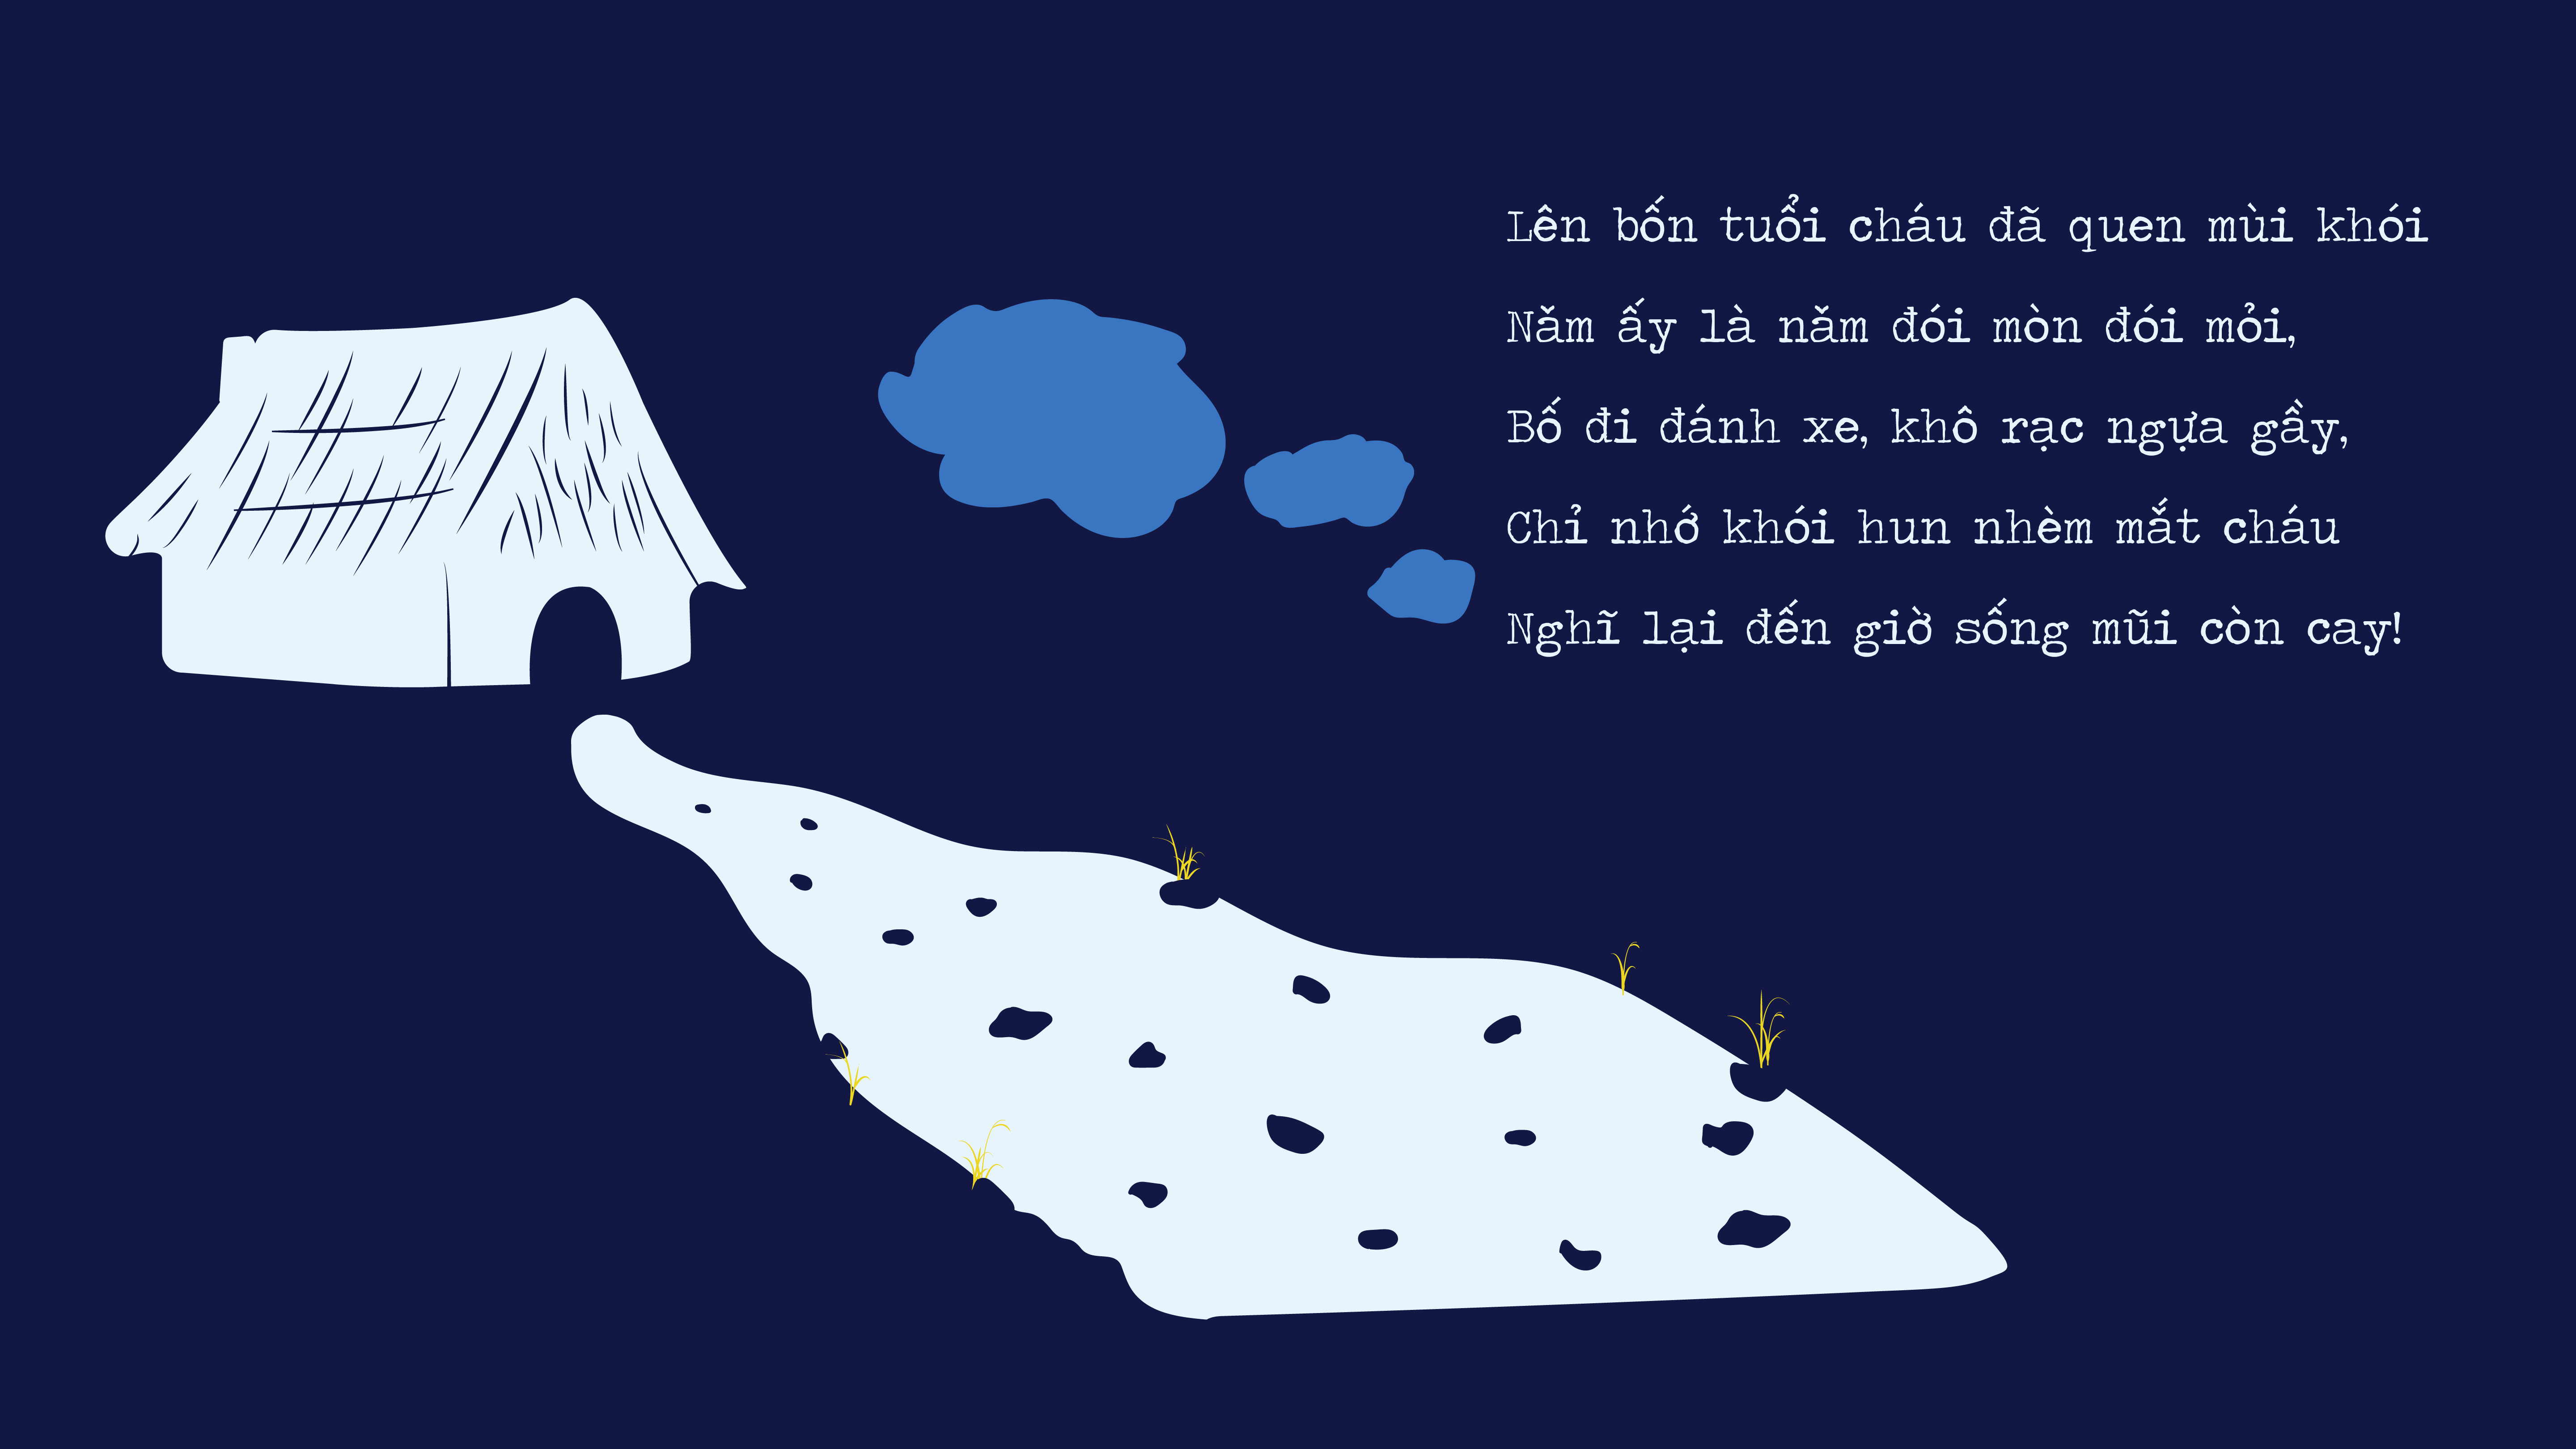 Lên bốn tuổi cháu đã quen mùi khói
Năm ấy là năm đói mòn đói mỏi,
Bố đi đánh xe, khô rạc ngựa gầy,
Chỉ nhớ khói hun nhèm mắt cháu
Nghĩ lại đến giờ sống mũi còn cay!